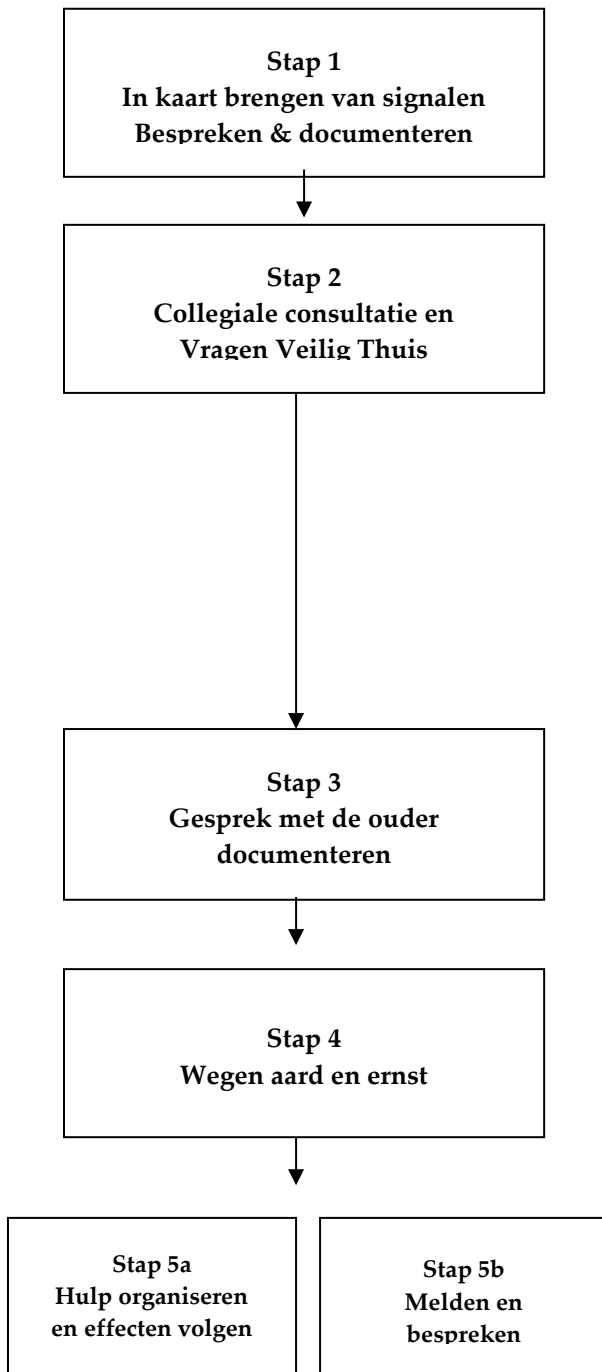 Stap 1
In kaart brengen van signalen
Bespreken & documenteren
Stap 2
Collegiale consultatie en
Vragen Veilig Thuis
Stap 3
Gesprek met de ouder
documenteren
Stap 4
Wegen aard en ernst
Stap 5a
Hulp organiseren
en effecten volgen
Stap 5b
Melden en
bespreken